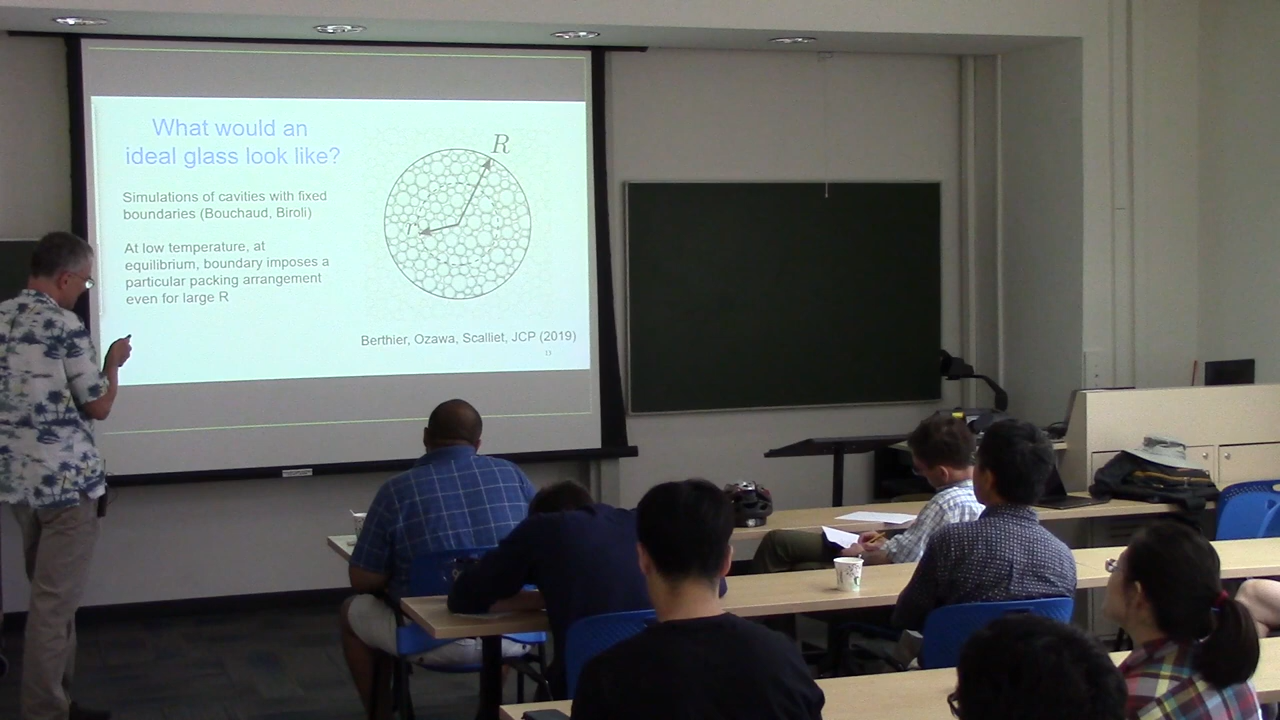 What would an
ideal glass look like?
Simulations of cavities with fixed
boundaries (Bouchaud, Biroli)
At low temperature, at
equilibrium, boundary imposes a
particular packing arrangement
even for large R
R
r
Berthier, Ozawa, Scalliet, JCP (2019)
13